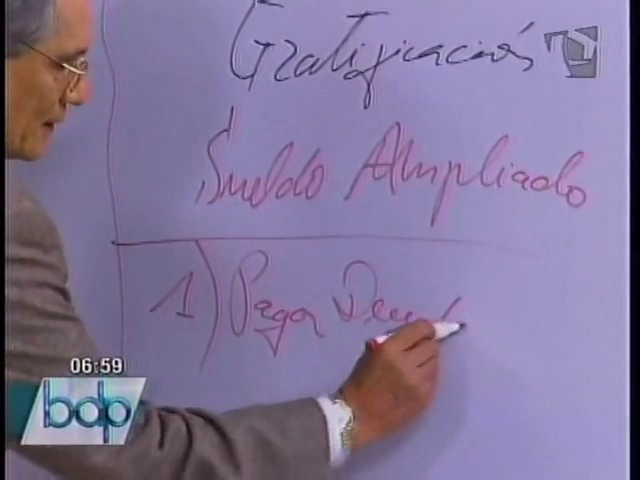 Gratificación
Sueldo Ampliado
1) Pagar
06:59
bdp